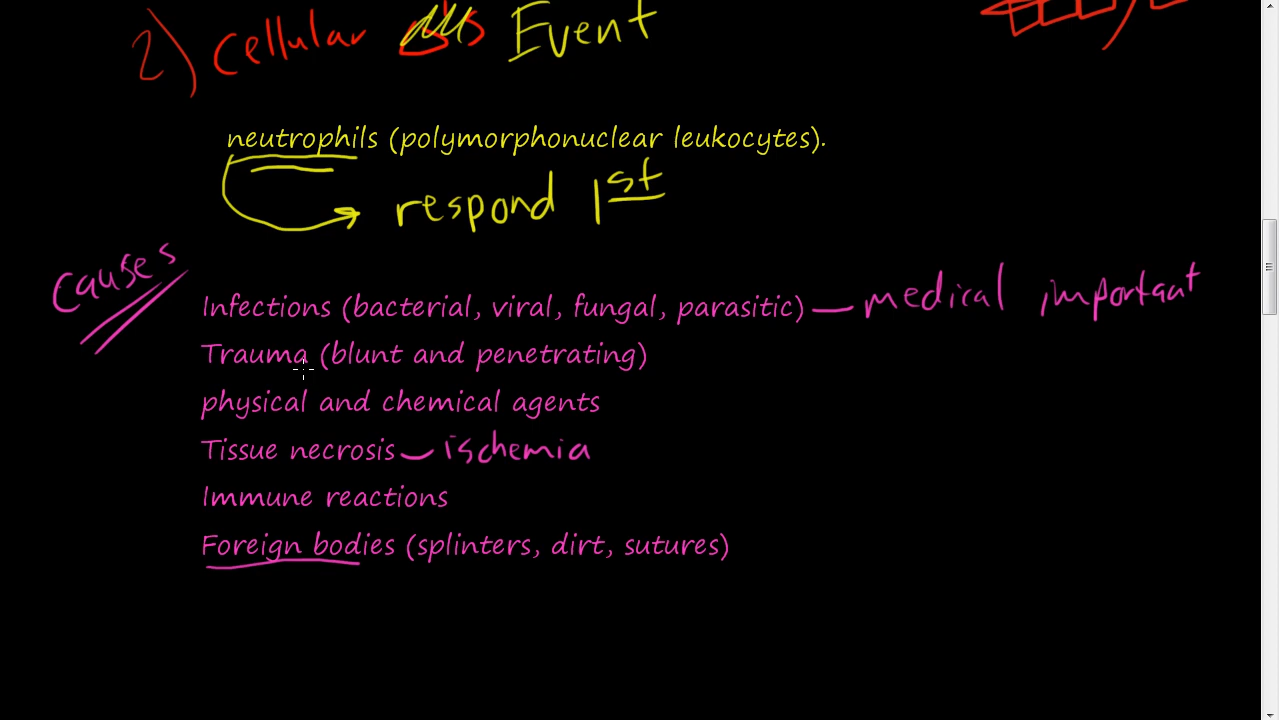 2) Cellular Event
neutrophils (polymorphonuclear leukocytes).
respond 1st
Causes
Infections (bacterial, viral, fungal, parasitic) — medical important
Trauma (blunt and penetrating)
physical and chemical agents
Tissue necrosis — ischemia
Immune reactions
Foreign bodies (splinters, dirt, sutures)